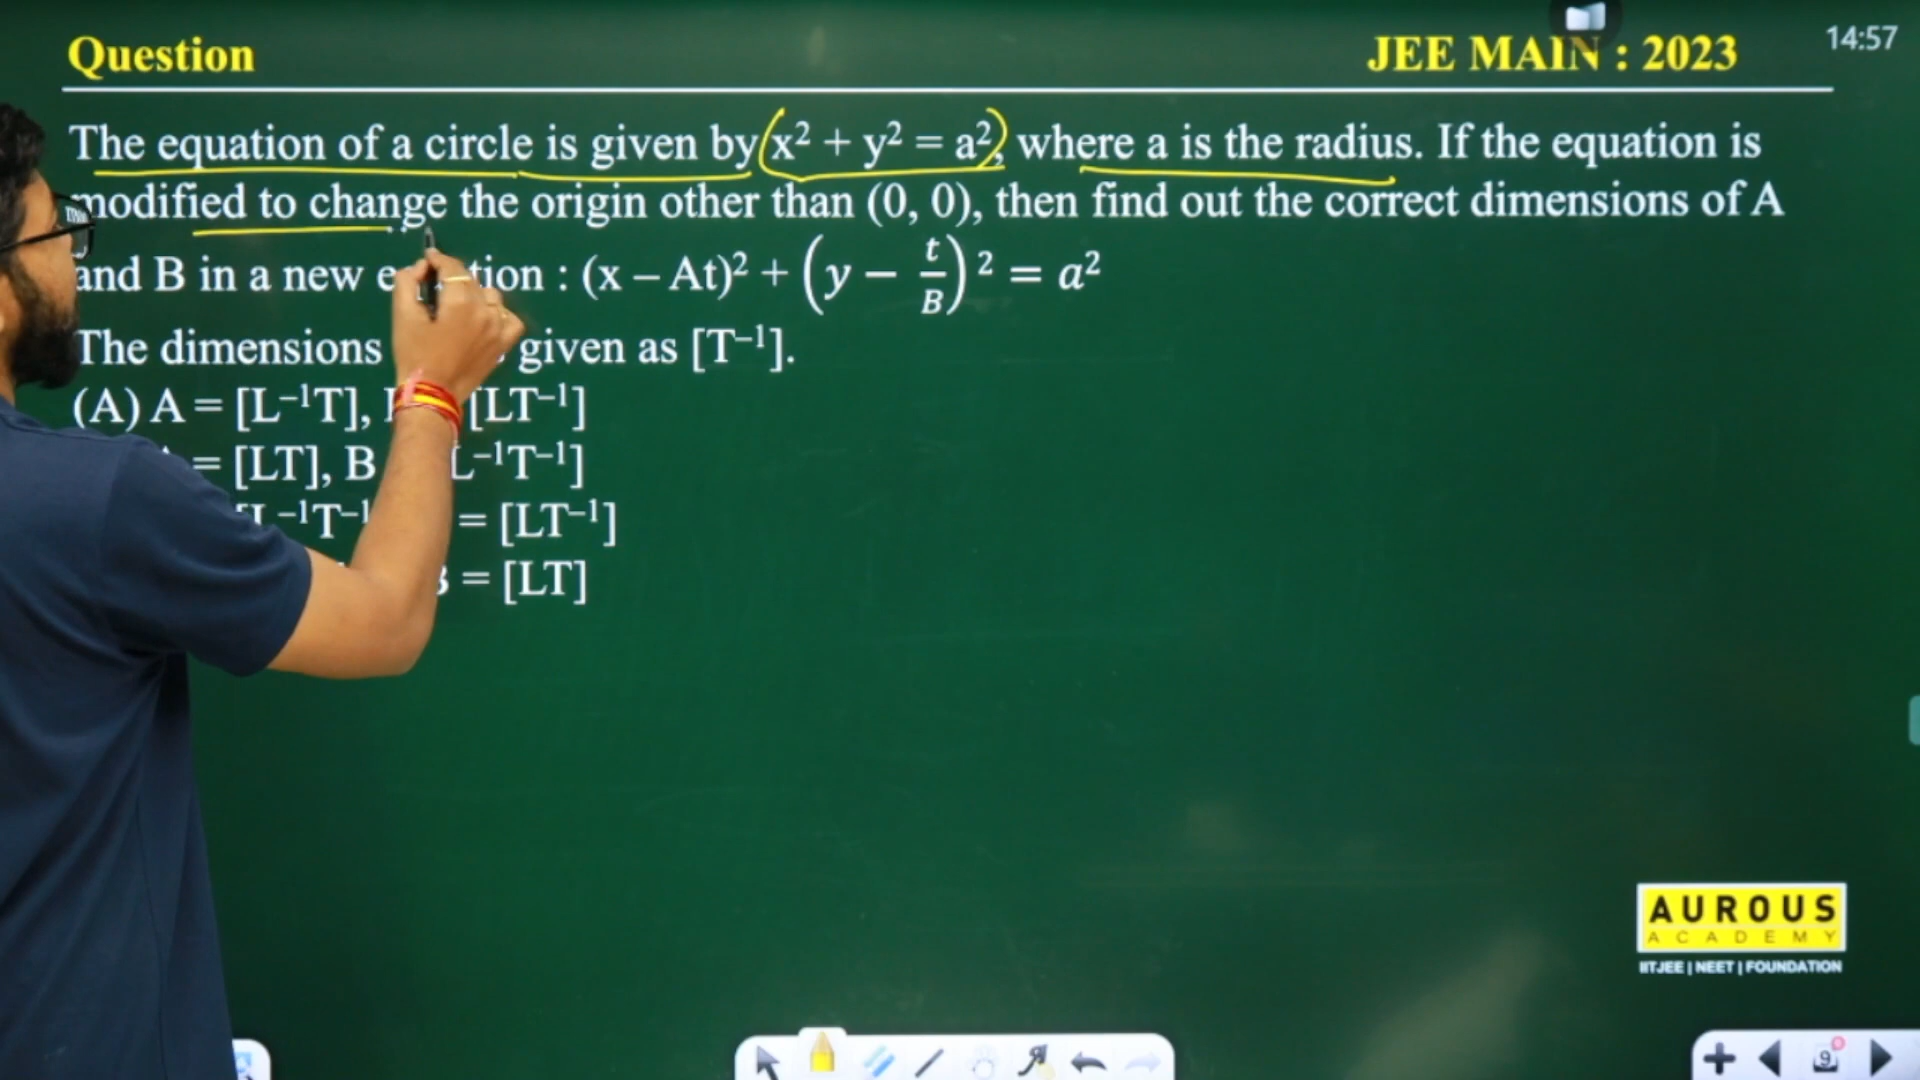 Question
JEE MAIN : 2023
14:57
The equation of a circle is given by (x² + y² = a²), where a is the radius. If the equation is
modified to change the origin other than (0, 0), then find out the correct dimensions of A
and B in a new : (x – At)² + (y − t/B)² = a²
The dimensions given as [T⁻¹].
(A) A = [L⁻¹T], [LT⁻¹]
= [LT], B L⁻¹T⁻¹]
= [LT⁻¹]
= [LT]
AUROUS
ACADEMY
IITJEE | NEET | FOUNDATION
9